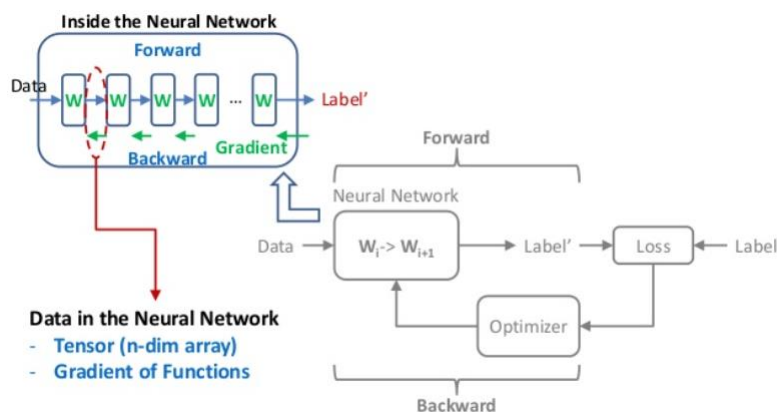 Inside the Neural Network
Forward
Data
W W W W ... W
Label'
Gradient
Backward
Forward
Neural Network
Data
Wi-> Wi+1
Label'
Loss
Label
Optimizer
Backward
Data in the Neural Network
- Tensor (n-dim array)
- Gradient of Functions